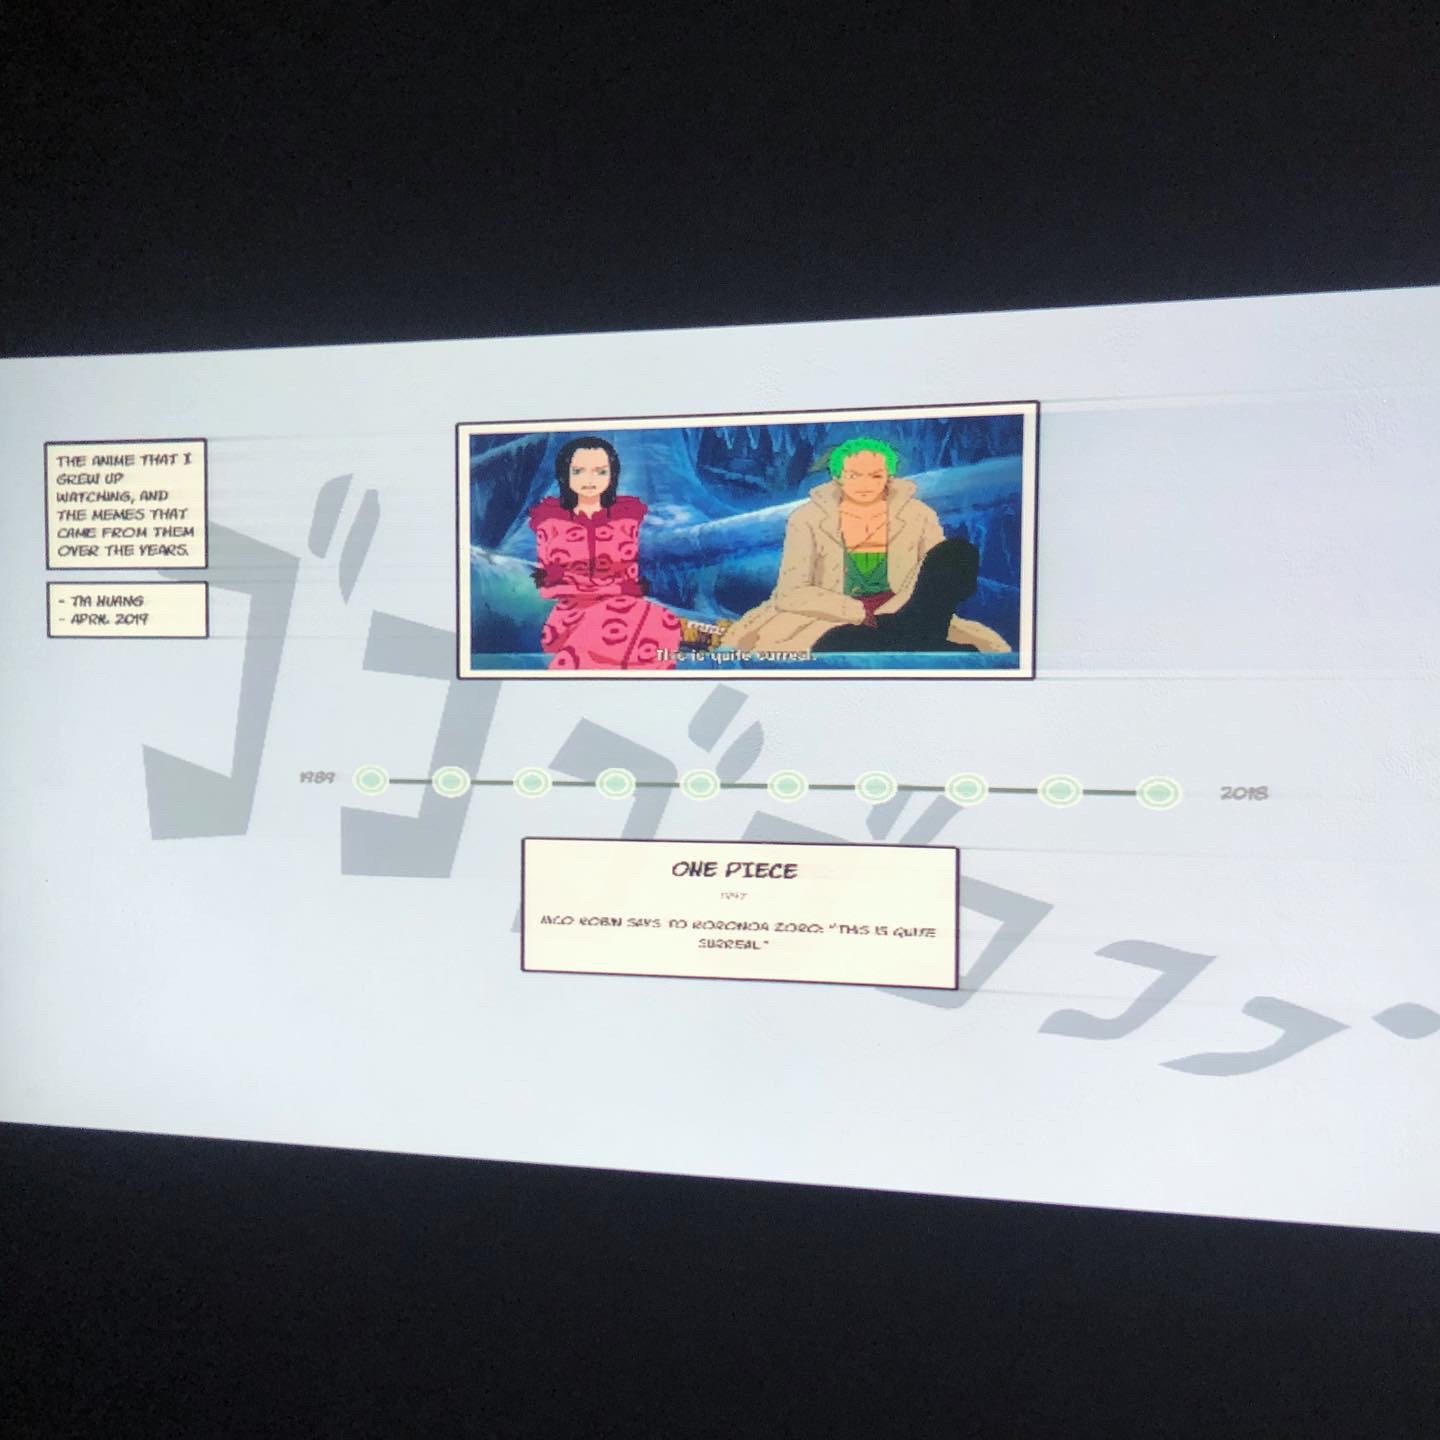 THE ANIME THAT I
GREW UP
WATCHING, AND
THE MEMES THAT
CAME FROM THEM
OVER THE YEARS.
- TIA HUANG
- APRIL 2019
This is quite surreal.
1989
2018
ONE PIECE
1997
NICO ROBIN SAYS TO RORONOA ZORO: "THIS IS QUITE
SURREAL"